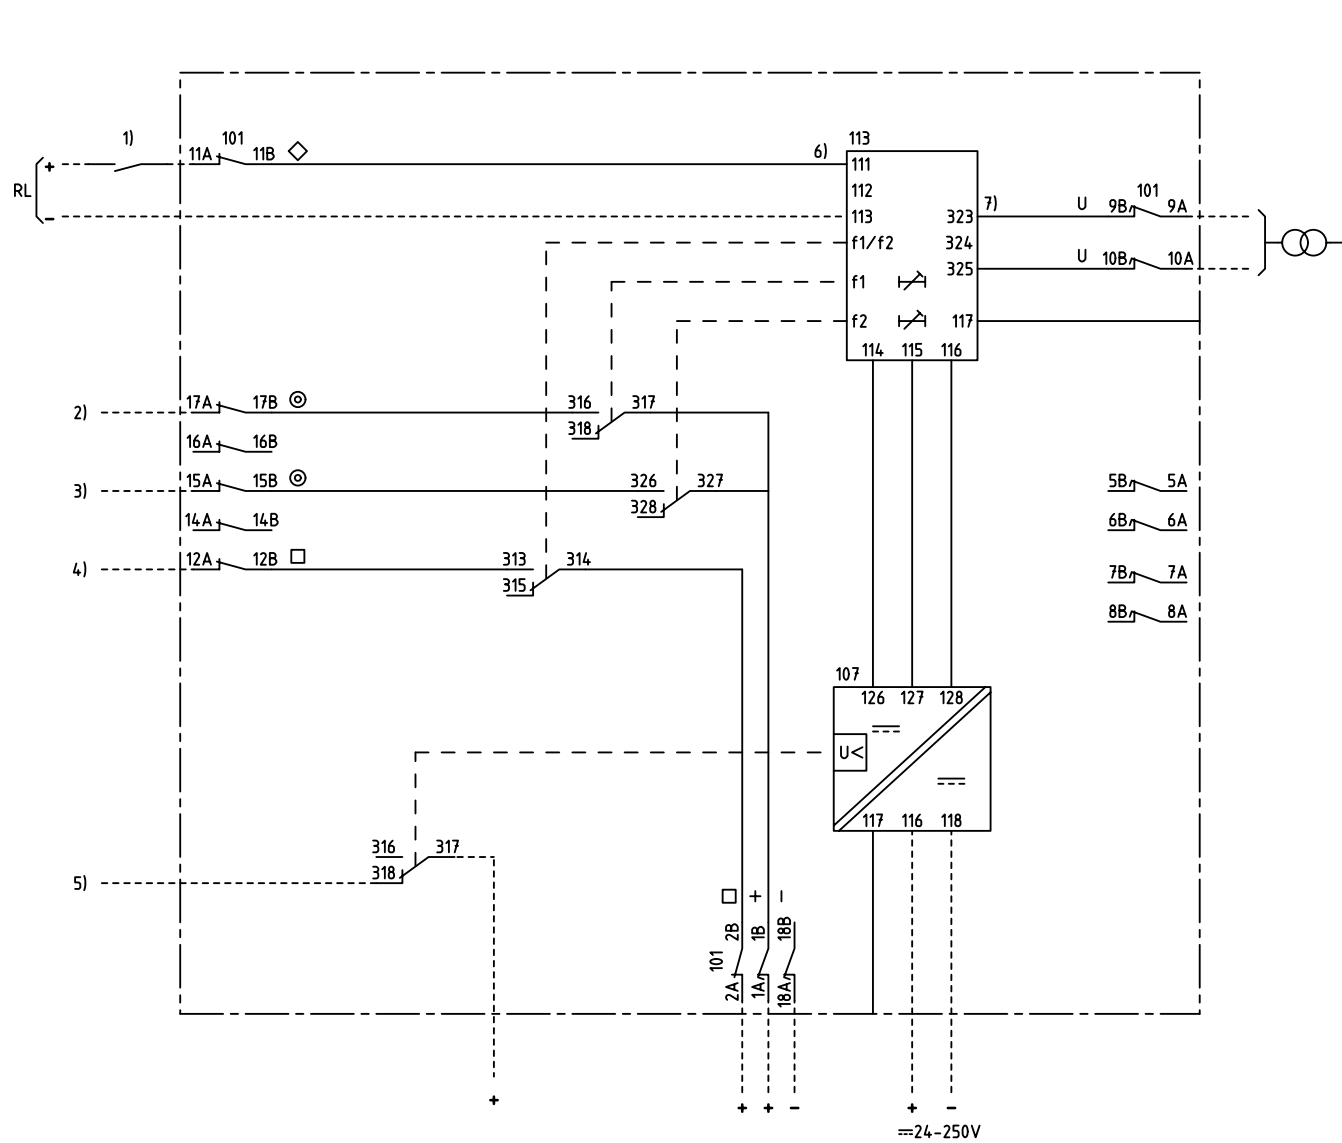 1) 101 113
11A 11B 6) 111
RL + 112 101
- 113 323 7) U 9B 9A
f1/f2 324
325 U 10B 10A
f1
f2 117
114 115 116
2) 17A 17B 316 317
318
16A 16B
3) 15A 15B 326 327 5B 5A
328
14A 14B 6B 6A
4) 12A 12B 313 314 7B 7A
315
8B 8A
107
126 127 128
U<
117 116 118
316 317
5) 318
+ -
2B 1B 18B
101
2A 1A 18A
+ + + - + -
24-250V